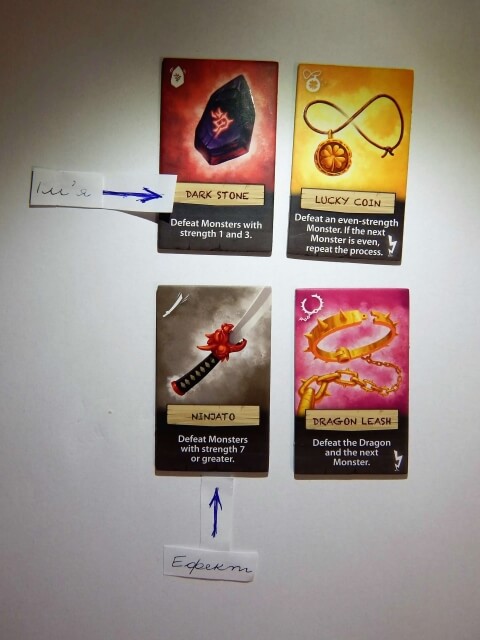 Ім'я
DARK STONE
Defeat Monsters with
strength 1 and 3.
LUCKY COIN
Defeat an even-strength
Monster. If the next
Monster is even,
repeat the process.
NINJATO
Defeat Monsters
with strength 7
or greater.
DRAGON LEASH
Defeat the Dragon
and the next
Monster.
Ефект